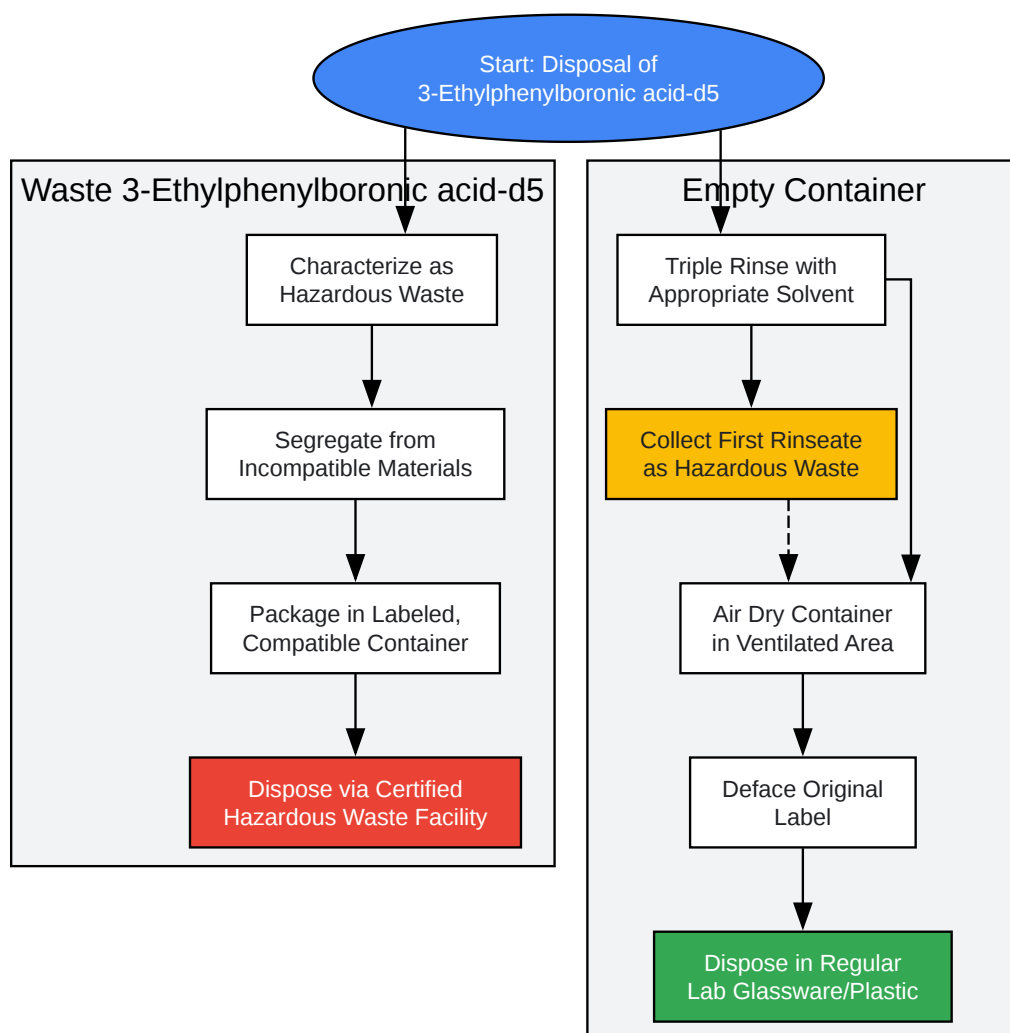 Start: Disposal of
3-Ethylphenylboronic acid-d5
Waste 3-Ethylphenylboronic acid-d5
Characterize as
Hazardous Waste
Segregate from
Incompatible Materials
Package in Labeled,
Compatible Container
Dispose via Certified
Hazardous Waste Facility
Empty Container
Triple Rinse with
Appropriate Solvent
Collect First Rinseate
as Hazardous Waste
Air Dry Container
in Ventilated Area
Deface Original
Label
Dispose in Regular
Lab Glassware/Plastic